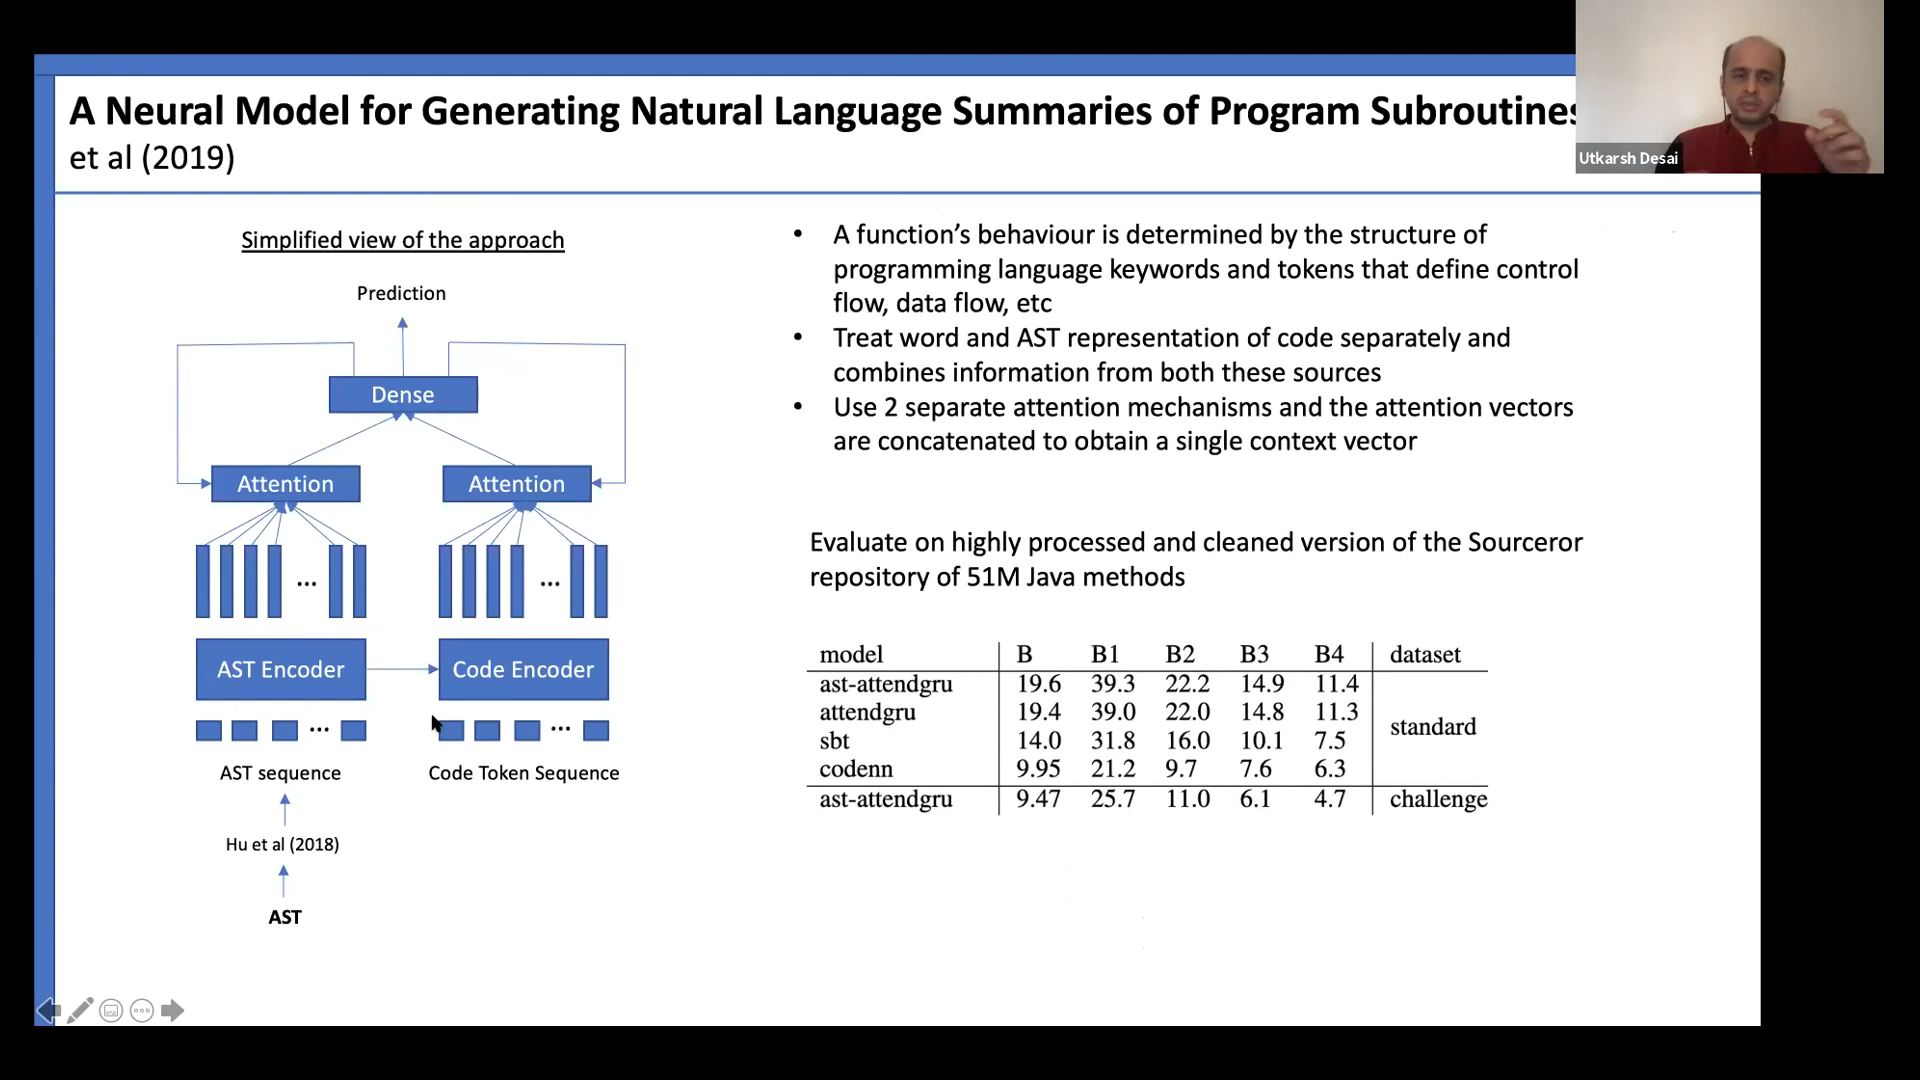 A Neural Model for Generating Natural Language Summaries of Program Subroutines
et al (2019)
Utkarsh Desai
Simplified view of the approach
Prediction
Dense
Attention Attention
... ...
AST Encoder Code Encoder
... ...
AST sequence Code Token Sequence
Hu et al (2018)
AST
• A function’s behaviour is determined by the structure of
programming language keywords and tokens that define control
flow, data flow, etc
• Treat word and AST representation of code separately and
combines information from both these sources
• Use 2 separate attention mechanisms and the attention vectors
are concatenated to obtain a single context vector
Evaluate on highly processed and cleaned version of the Sourceror
repository of 51M Java methods
model B B1 B2 B3 B4 dataset
ast-attendgru 19.6 39.3 22.2 14.9 11.4
attendgru 19.4 39.0 22.0 14.8 11.3
standard
sbt 14.0 31.8 16.0 10.1 7.5
codenn 9.95 21.2 9.7 7.6 6.3
ast-attendgru 9.47 25.7 11.0 6.1 4.7 challenge